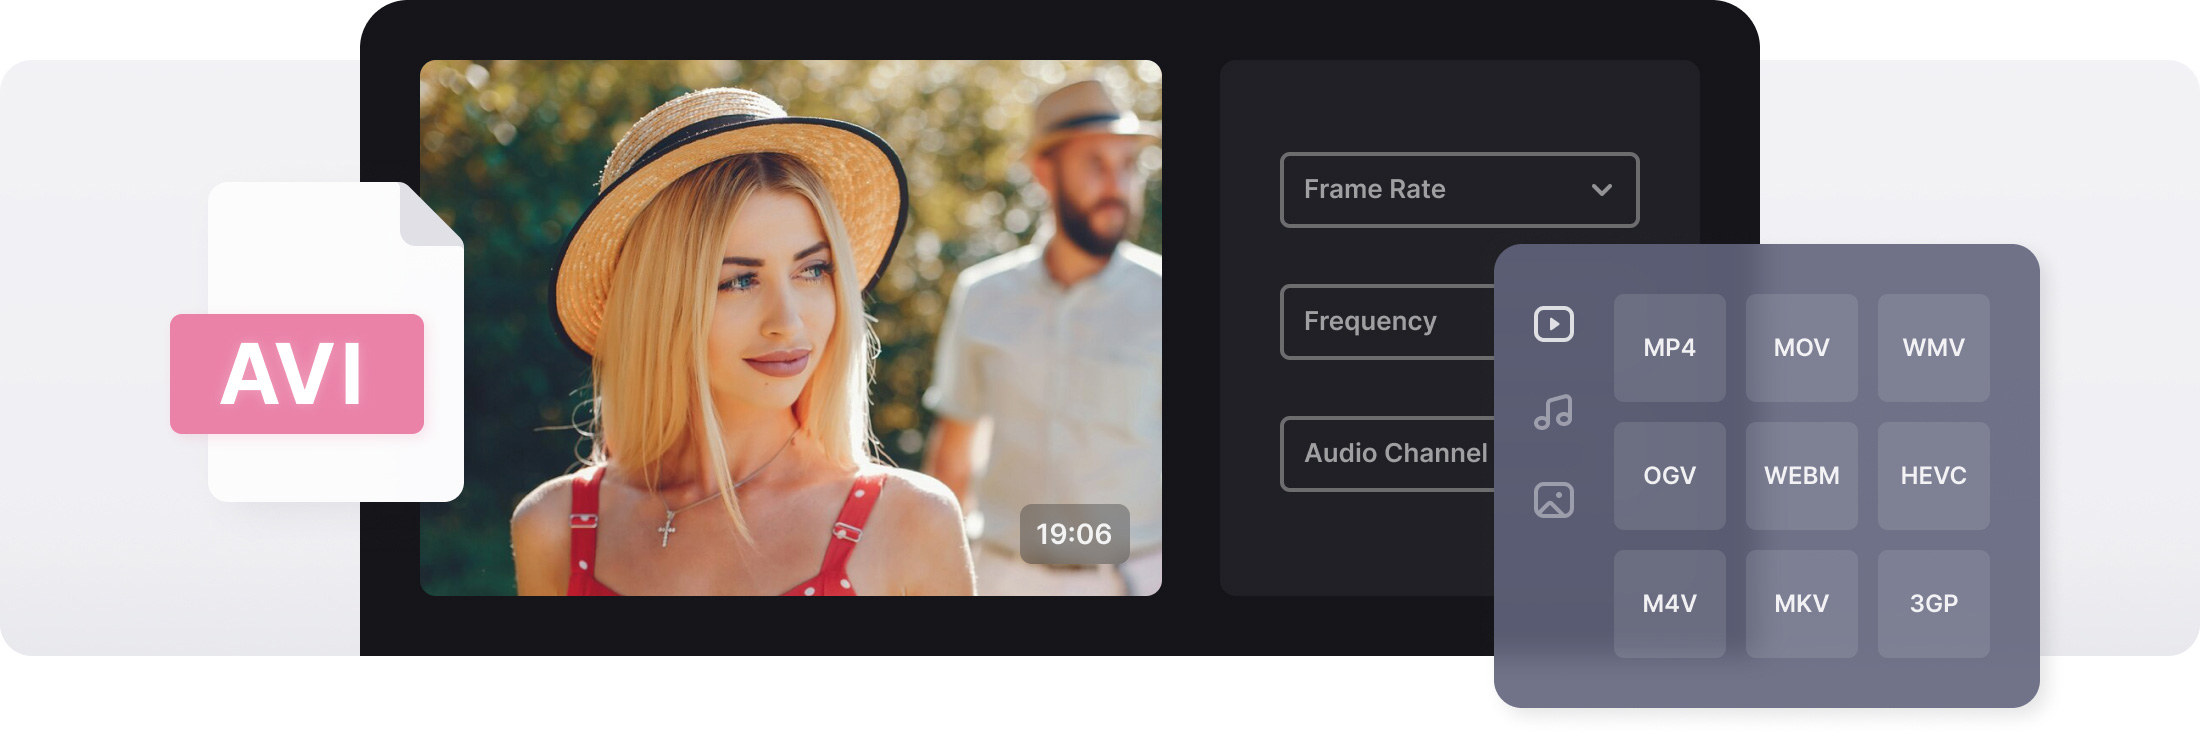 AVI
19:06
Frame Rate
Frequency
Audio Channel
MP4 MOV WMV
OGV WEBM HEVC
M4V MKV 3GP